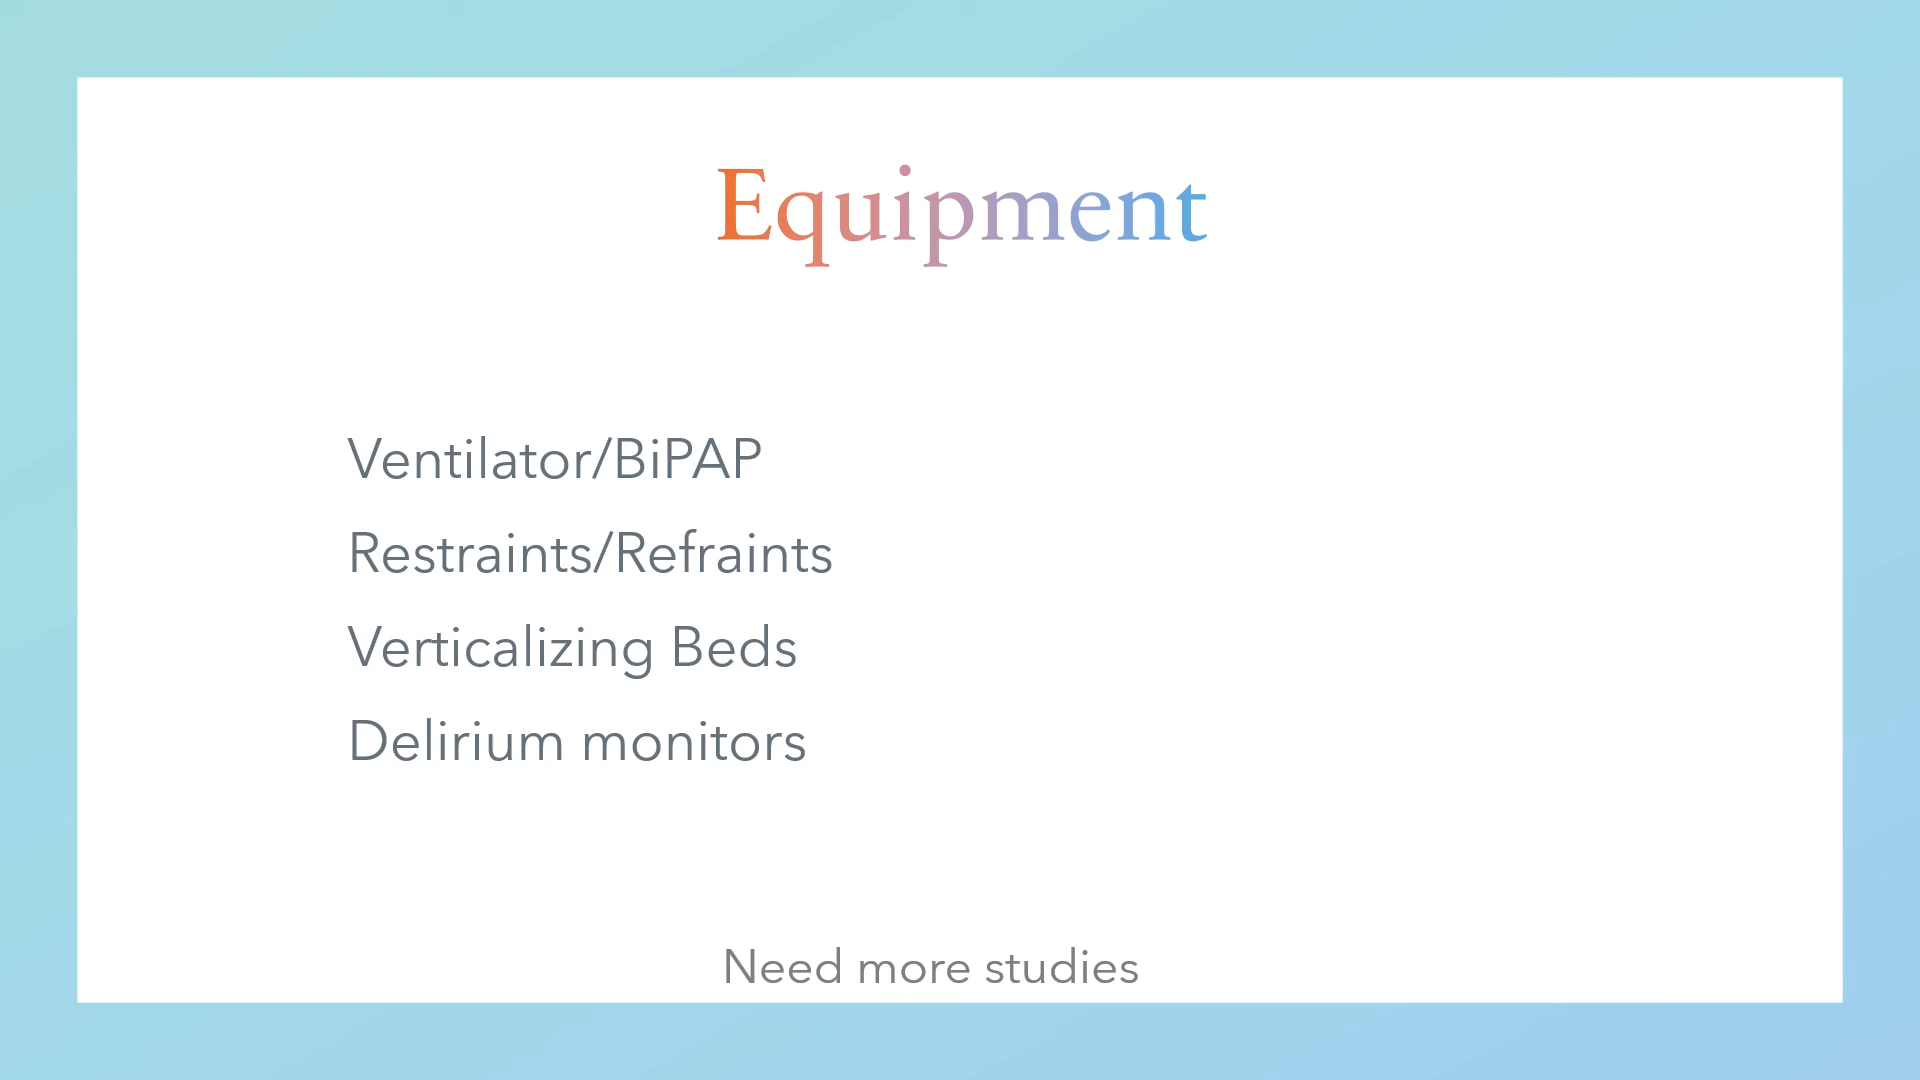 Equipment
Ventilator/BiPAP
Restraints/Refraints
Verticalizing Beds
Delirium monitors
Need more studies